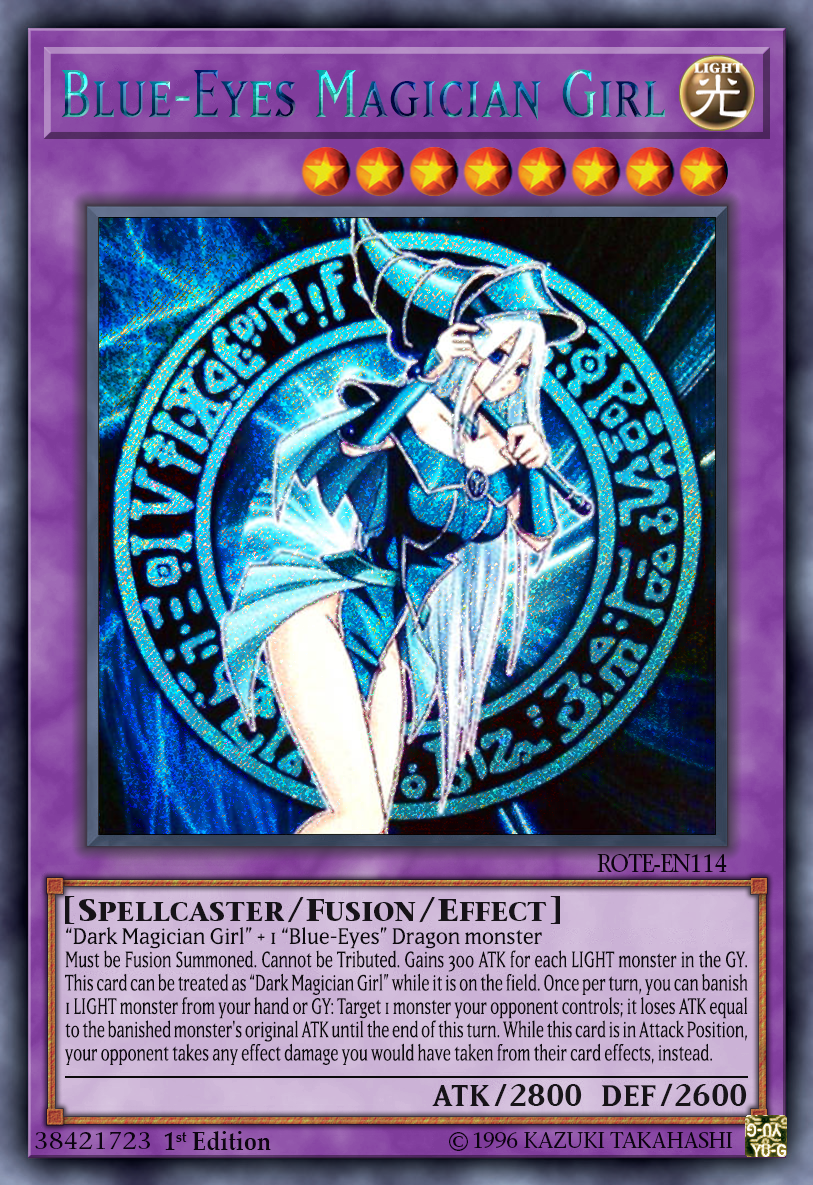 Blue-Eyes Magician Girl
LIGHT
光
ROTE-EN114
[Spellcaster/Fusion/Effect]
“Dark Magician Girl” + 1 “Blue-Eyes” Dragon monster
Must be Fusion Summoned. Cannot be Tributed. Gains 300 ATK for each LIGHT monster in the GY.
This card can be treated as “Dark Magician Girl” while it is on the field. Once per turn, you can banish
1 LIGHT monster from your hand or GY: Target 1 monster your opponent controls; it loses ATK equal
to the banished monster's original ATK until the end of this turn. While this card is in Attack Position,
your opponent takes any effect damage you would have taken from their card effects, instead.
ATK/2800 DEF/2600
38421723 1st Edition ©1996 KAZUKI TAKAHASHI
YU-G
YU-G